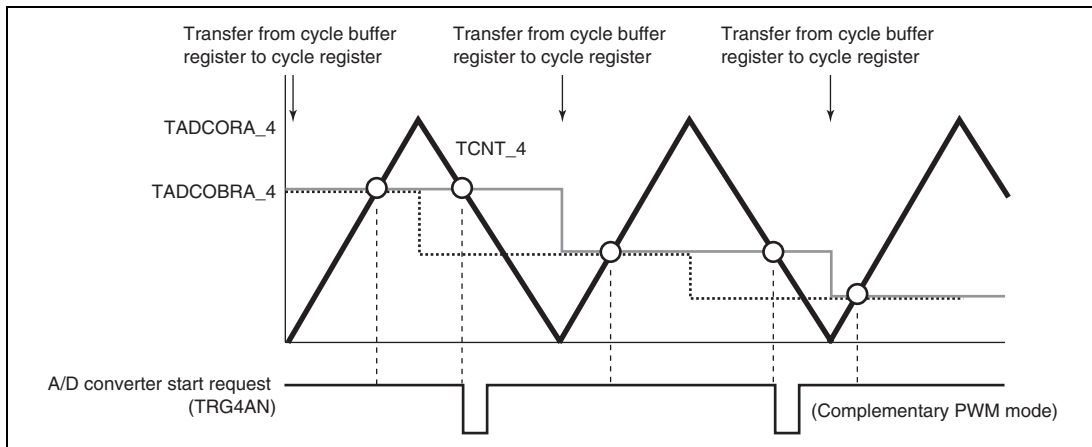 Transfer from cycle buffer
register to cycle register
Transfer from cycle buffer
register to cycle register
Transfer from cycle buffer
register to cycle register
TADCORA_4
TCNT_4
TADCOBRA_4
A/D converter start request
(TRG4AN)
(Complementary PWM mode)